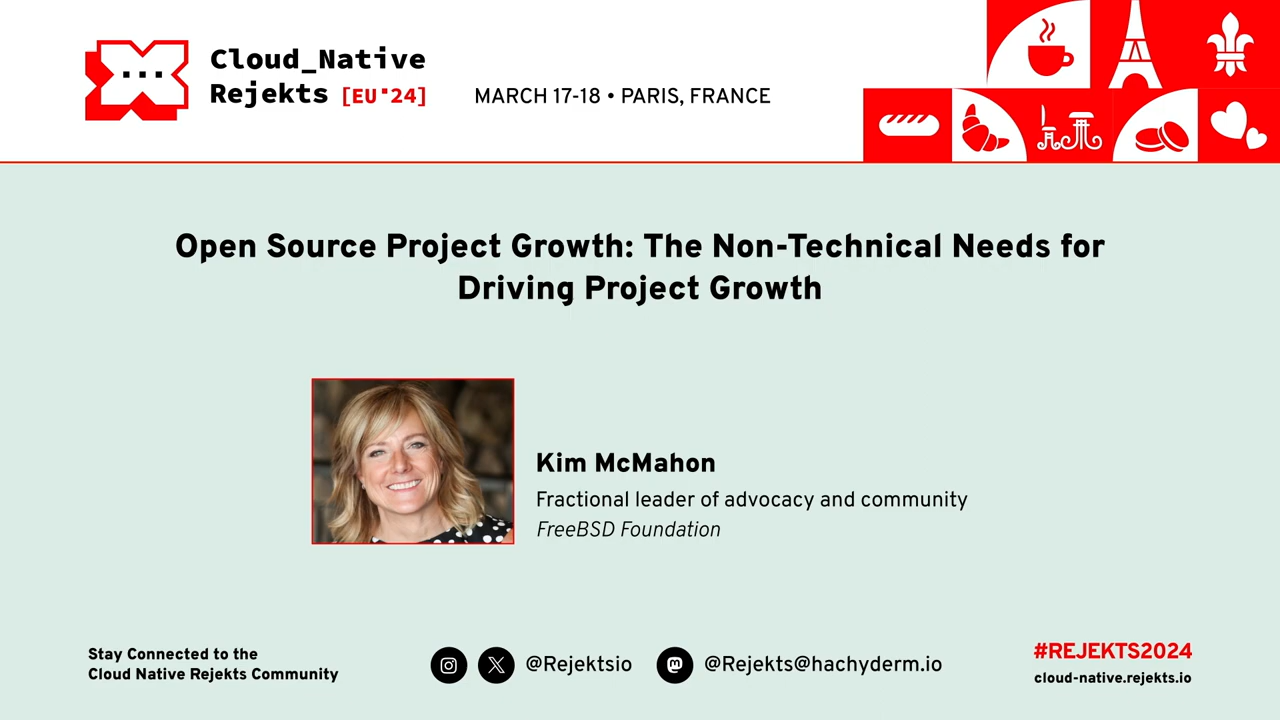 Cloud_Native
Rejekts [EU'24]
MARCH 17-18 • PARIS, FRANCE
Open Source Project Growth: The Non-Technical Needs for
Driving Project Growth
Kim McMahon
Fractional leader of advocacy and community
FreeBSD Foundation
Stay Connected to the
Cloud Native Rejekts Community
@Rejektsio
@Rejekts@hachyderm.io
#REJEKTS2024
cloud-native.rejekts.io